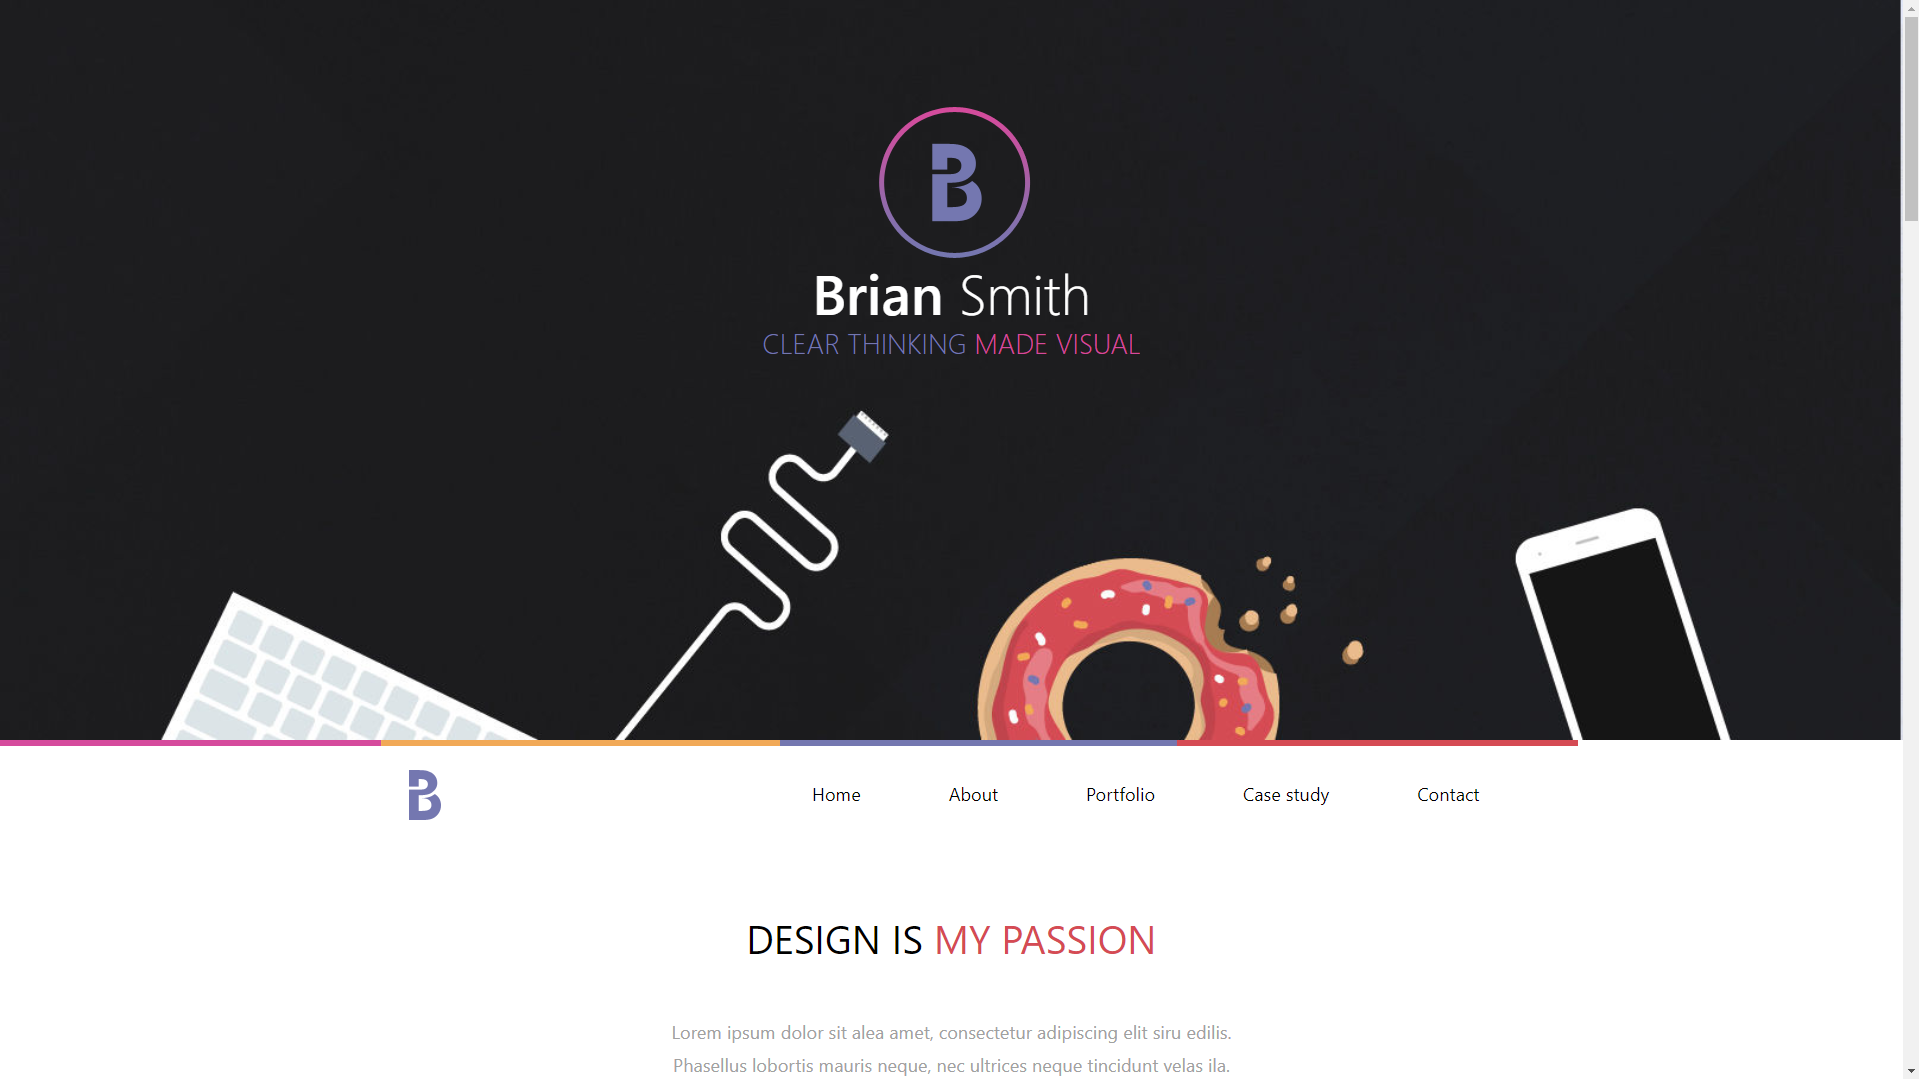 B
Brian Smith
CLEAR THINKING MADE VISUAL
B
Home About Portfolio Case study Contact
DESIGN IS MY PASSION
Lorem ipsum dolor sit alea amet, consectetur adipiscing elit siru edilis.
Phasellus lobortis mauris neque, nec ultrices neque tincidunt velas ila.